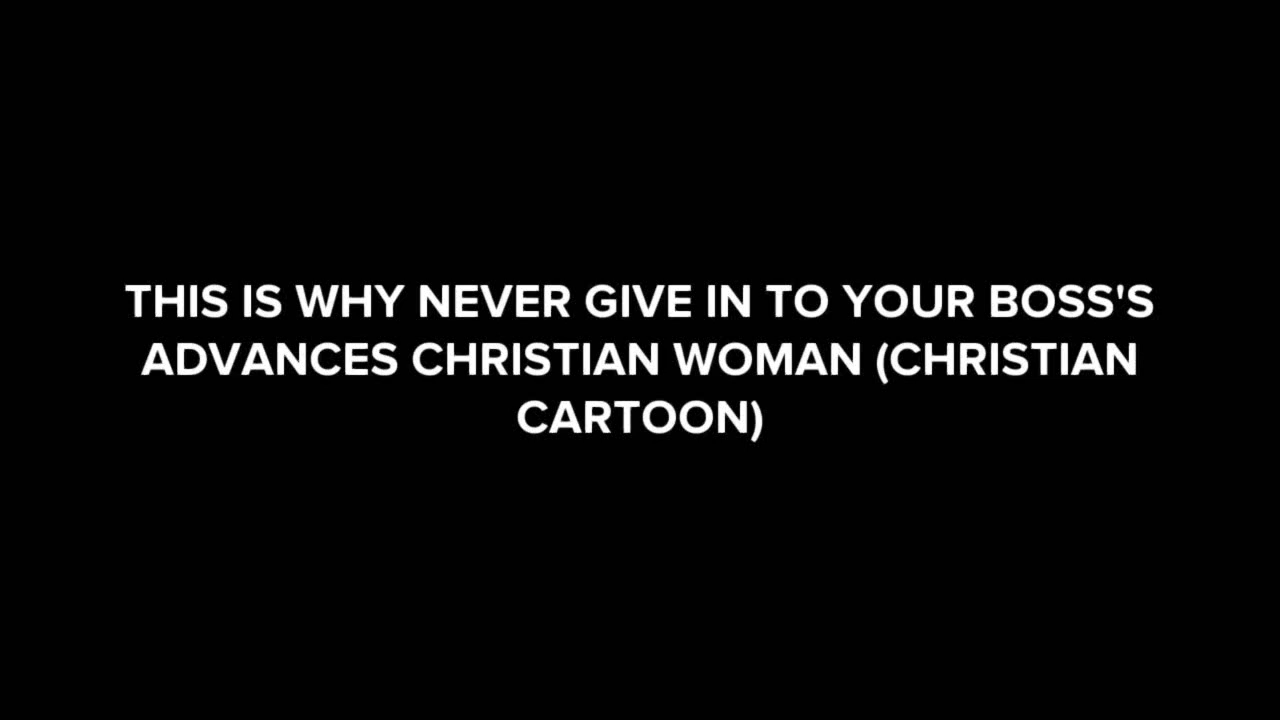 THIS IS WHY NEVER GIVE IN TO YOUR BOSS'S
ADVANCES CHRISTIAN WOMAN (CHRISTIAN
CARTOON)